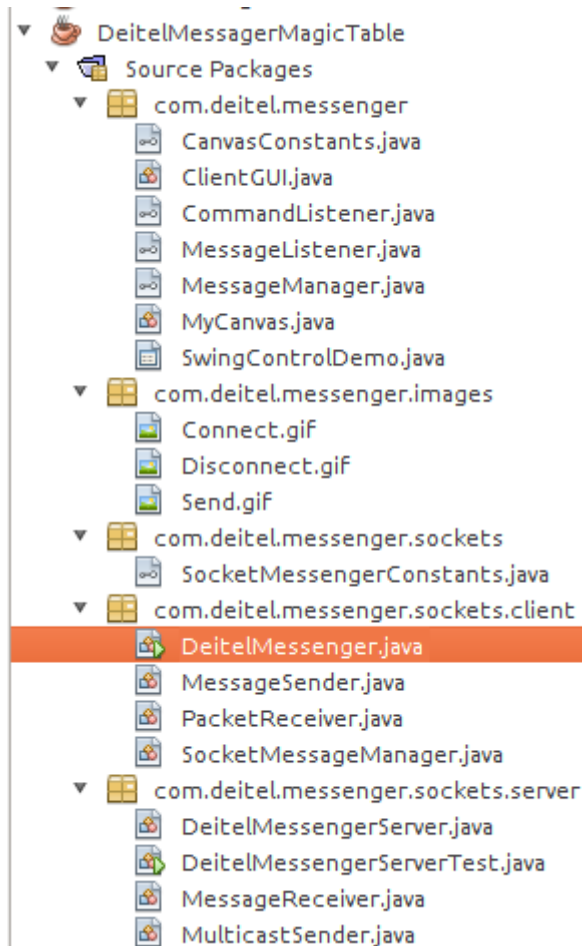 DeitelMessagerMagicTable
Source Packages
com.deitel.messenger
CanvasConstants.java
ClientGUI.java
CommandListener.java
MessageListener.java
MessageManager.java
MyCanvas.java
SwingControlDemo.java
com.deitel.messenger.images
Connect.gif
Disconnect.gif
Send.gif
com.deitel.messenger.sockets
SocketMessengerConstants.java
com.deitel.messenger.sockets.client
DeitelMessenger.java
MessageSender.java
PacketReceiver.java
SocketMessageManager.java
com.deitel.messenger.sockets.server
DeitelMessengerServer.java
DeitelMessengerServerTest.java
MessageReceiver.java
MulticastSender.java